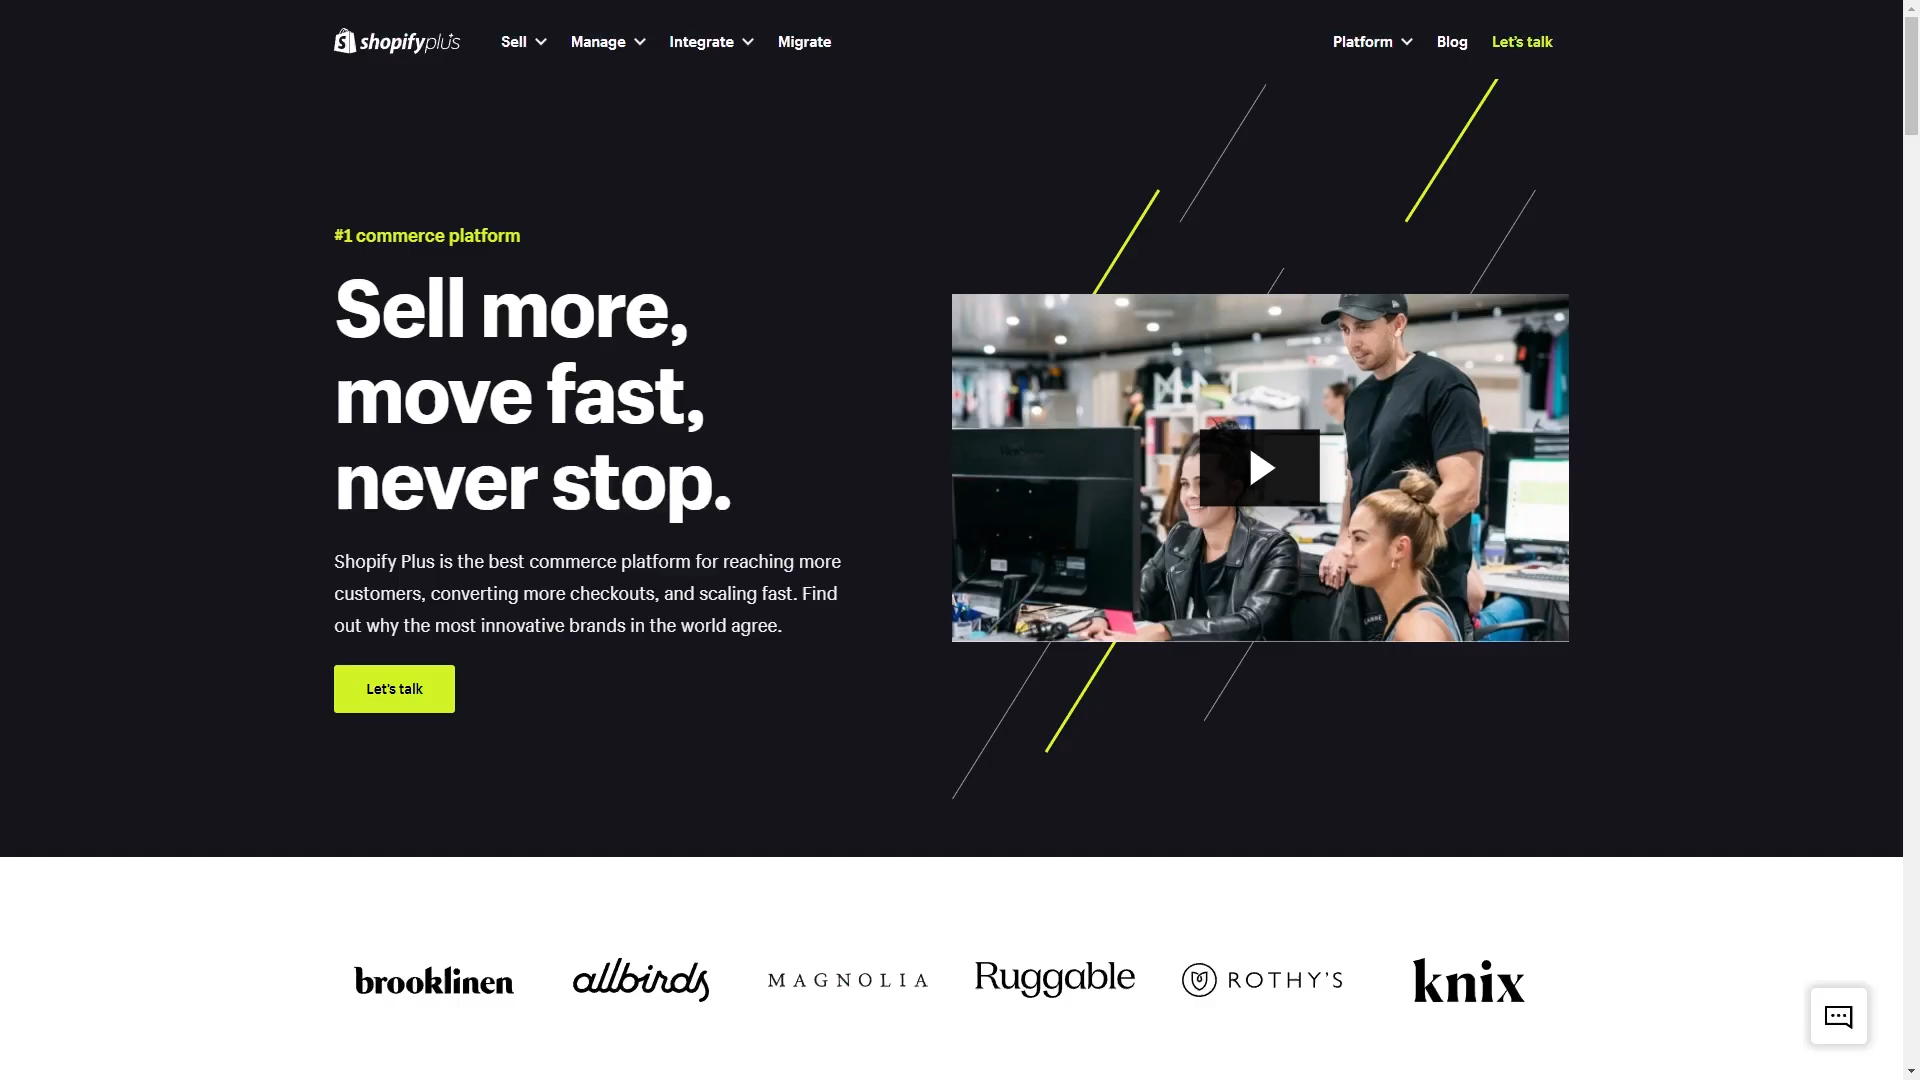 shopifyplus
Sell
Manage
Integrate
Migrate
Platform
Blog
Let's talk
#1 commerce platform
Sell more,
move fast,
never stop.
Shopify Plus is the best commerce platform for reaching more
customers, converting more checkouts, and scaling fast. Find
out why the most innovative brands in the world agree.
Let's talk
brooklinen
allbirds
MAGNOLIA
Ruggable
ROTHY'S
knix